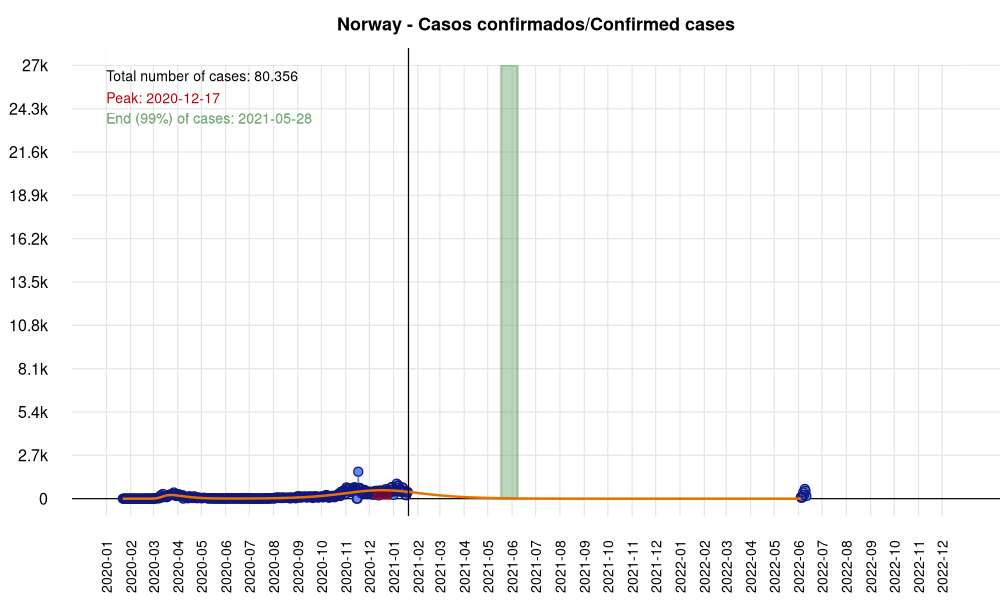 Norway - Casos confirmados/Confirmed cases
27k
24.3k
21.6k
18.9k
16.2k
13.5k
10.8k
8.1k
5.4k
2.7k
0
Total number of cases: 80.356
Peak: 2020-12-17
End (99%) of cases: 2021-05-28
2020-01
2020-02
2020-03
2020-04
2020-05
2020-06
2020-07
2020-08
2020-09
2020-10
2020-11
2020-12
2021-01
2021-02
2021-03
2021-04
2021-05
2021-06
2021-07
2021-08
2021-09
2021-10
2021-11
2021-12
2022-01
2022-02
2022-03
2022-04
2022-05
2022-06
2022-07
2022-08
2022-09
2022-10
2022-11
2022-12